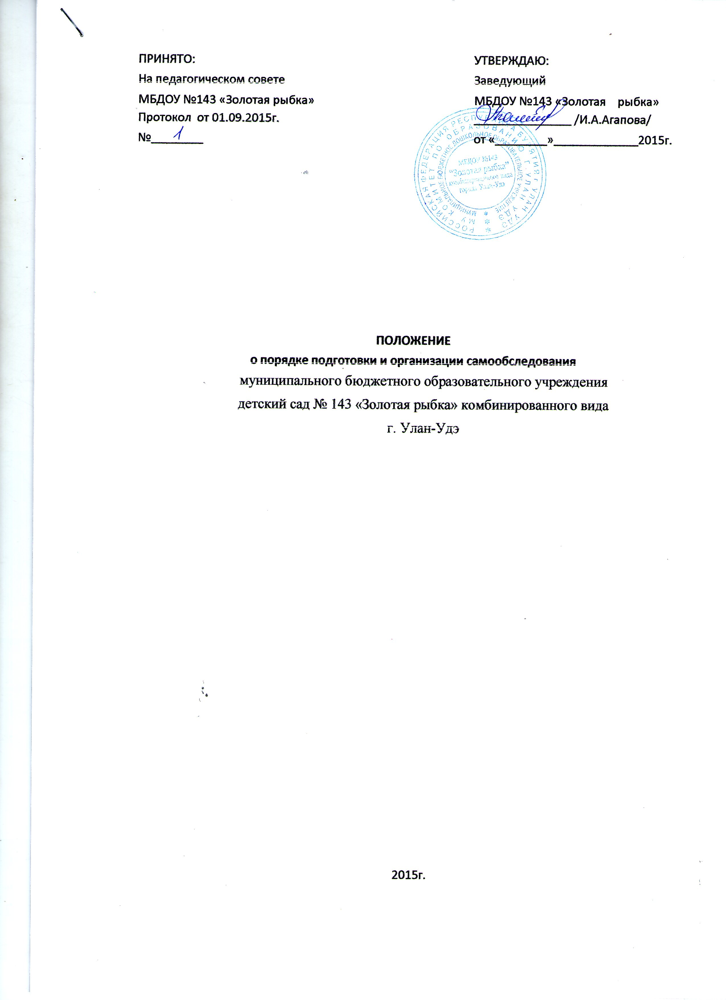 ПРИНЯТО:
На педагогическом совете
МБДОУ №143 «Золотая рыбка»
Протокол от 01.09.2015г.
№ 1
УТВЕРЖДАЮ:
Заведующий
МБДОУ №143 «Золотая рыбка»
/И.А.Агапова/
от «________»_____________2015г.
РОССИЙСКАЯ ФЕДЕРАЦИЯ РЕСПУБЛИКА БУРЯТИЯ г УЛАН УДЭ
МУ КОМИТЕТ ПО ОБРАЗОВАНИЮ Г. УЛАН УДЭ
МУНИЦИПАЛЬНОЕ БЮДЖЕТНОЕ ДОШКОЛЬНОЕ ОБРАЗОВАТЕЛЬНОЕ УЧРЕЖДЕНИЕ
МБДОУ №143
"Золотая рыбка"
комбинированного вида
города Улан-Удэ
ПОЛОЖЕНИЕ
о порядке подготовки и организации самообследования
муниципального бюджетного образовательного учреждения
детский сад № 143 «Золотая рыбка» комбинированного вида
г. Улан-Удэ
2015г.